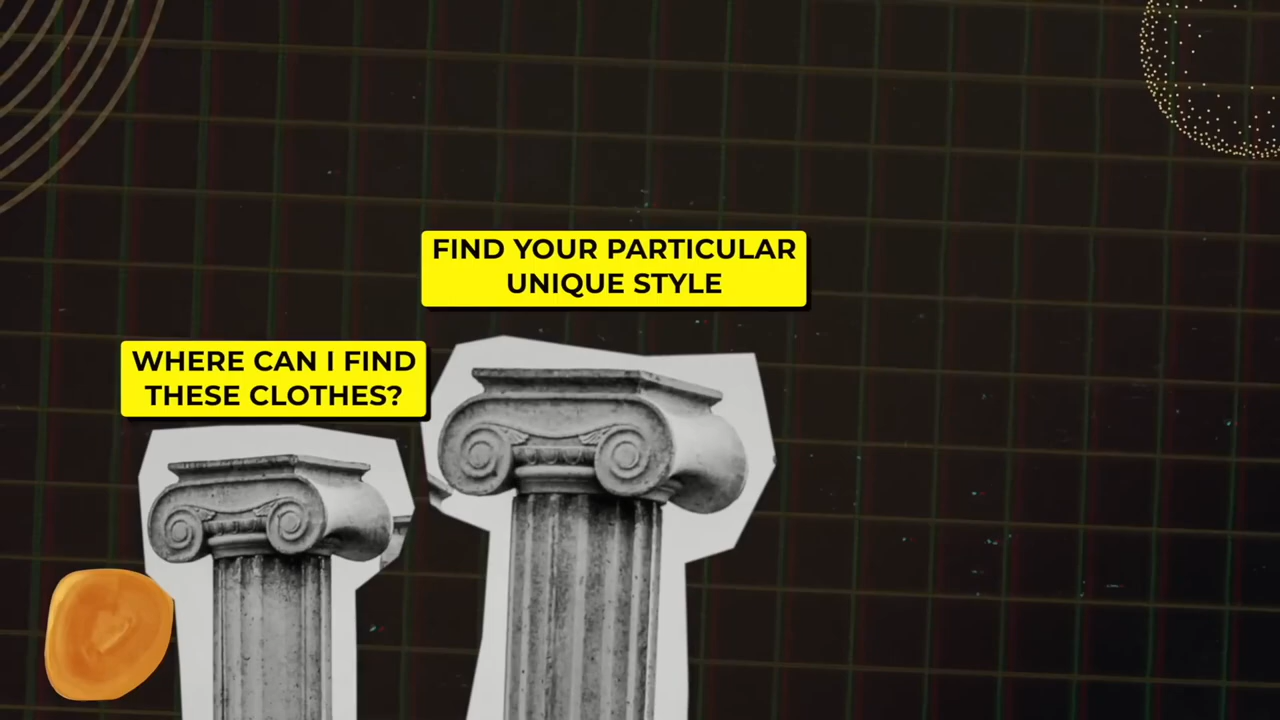 FIND YOUR PARTICULAR
UNIQUE STYLE
WHERE CAN I FIND
THESE CLOTHES?